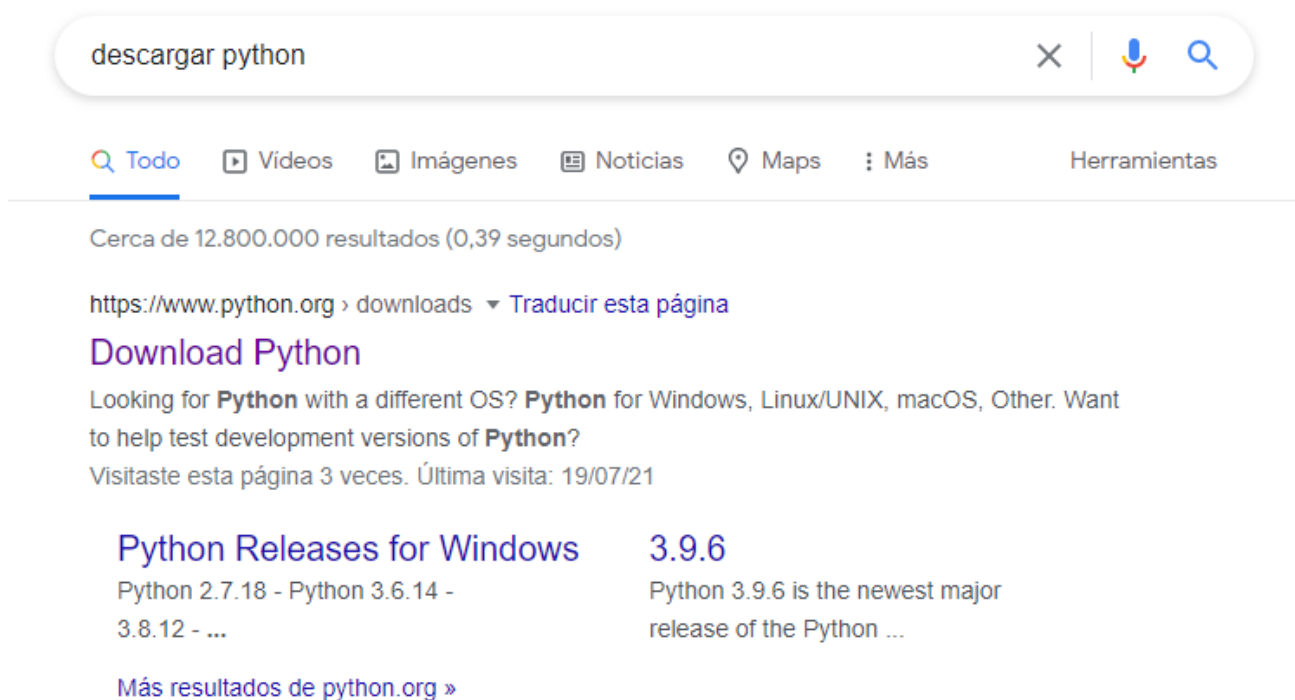 descargar python
Todo Vídeos Imágenes Noticias Maps Más Herramientas
Cerca de 12.800.000 resultados (0,39 segundos)
https://www.python.org › downloads Traducir esta página
Download Python
Looking for Python with a different OS? Python for Windows, Linux/UNIX, macOS, Other. Want
to help test development versions of Python?
Visitaste esta página 3 veces. Última visita: 19/07/21
Python Releases for Windows
Python 2.7.18 - Python 3.6.14 -
3.8.12 - ...
3.9.6
Python 3.9.6 is the newest major
release of the Python ...
Más resultados de python.org »